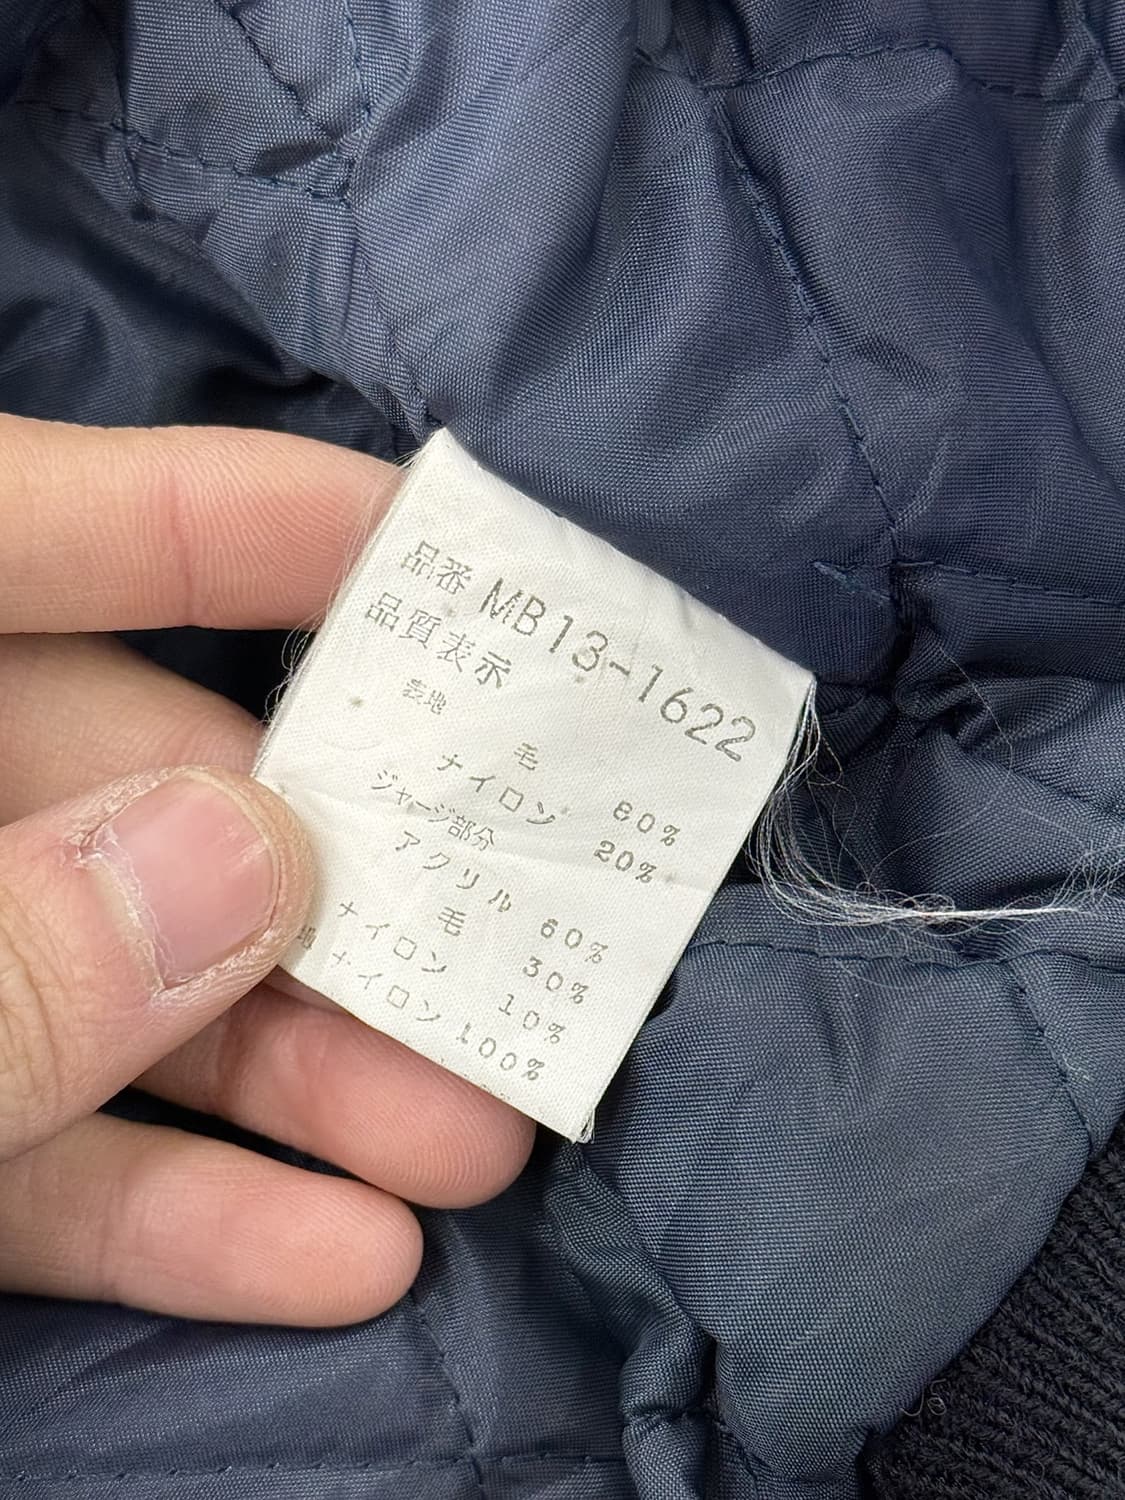 品番 MB13-1622
品質表示
表地
毛 80%
ナイロン 20%
ジャージ部分
アクリル 60%
毛 30%
ナイロン 10%
地 ナイロン 100%